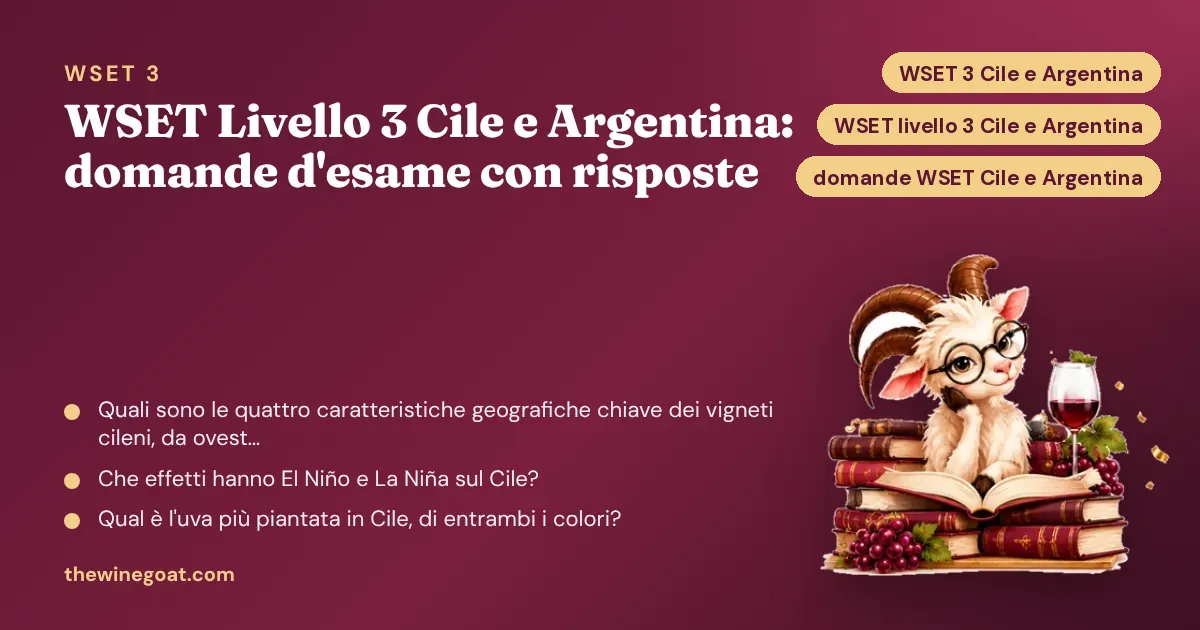 WSET 3
WSET Livello 3 Cile e Argentina:
domande d'esame con risposte
WSET 3 Cile e Argentina
WSET livello 3 Cile e Argentina
domande WSET Cile e Argentina
Quali sono le quattro caratteristiche geografiche chiave dei vigneti
cileni, da ovest...
Che effetti hanno El Niño e La Niña sul Cile?
Qual è l'uva più piantata in Cile, di entrambi i colori?
thewinegoat.com